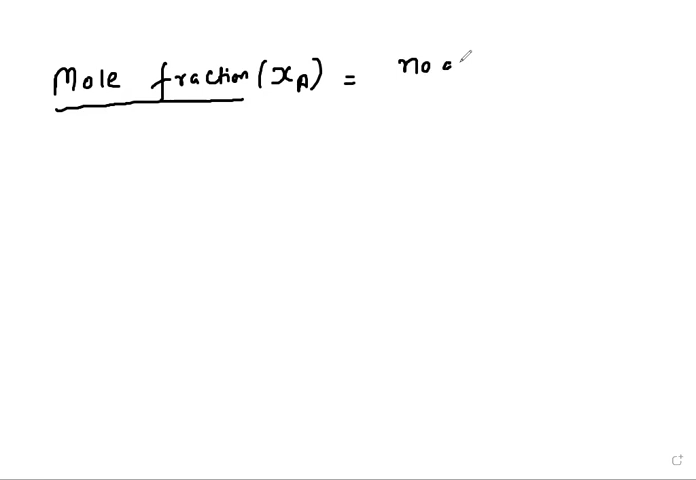 Mole fraction (xA) = no